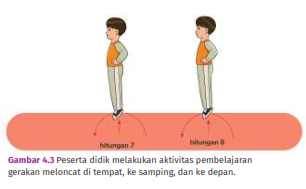 hitungan 7 hitungan 8
Gambar 4.3 Peserta didik melakukan aktivitas pembelajaran
gerakan meloncat di tempat, ke samping, dan ke depan.